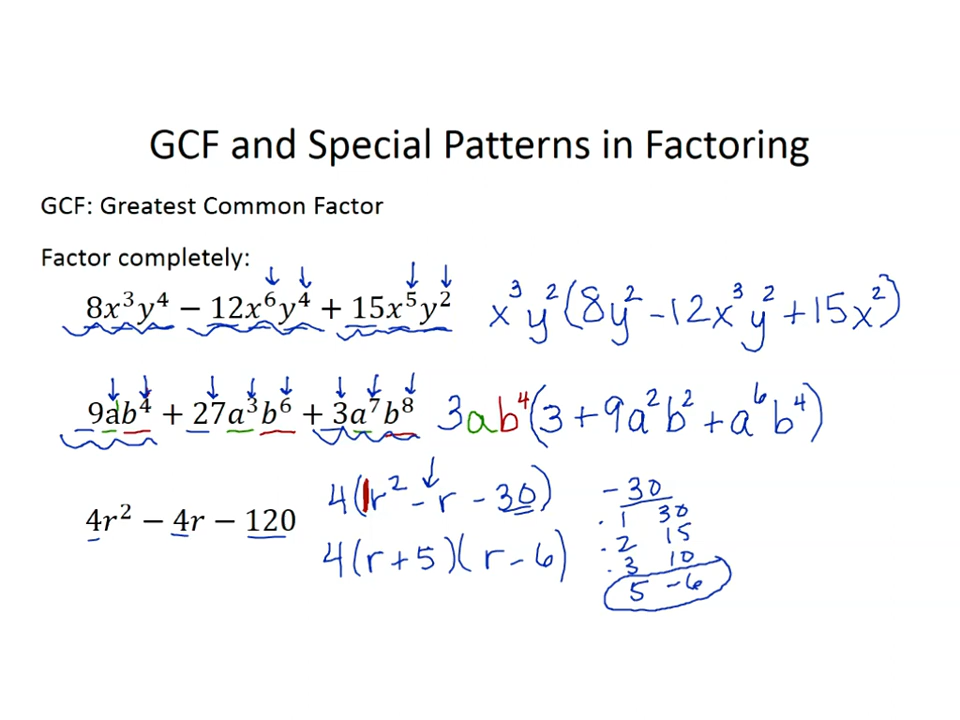 GCF and Special Patterns in Factoring
GCF: Greatest Common Factor
Factor completely:
8x³y⁴ − 12x⁶y⁴ + 15x⁵y² x³y²(8y² − 12x³y² + 15x²)
9ab⁴ + 27a³b⁶ + 3a⁷b⁸ 3ab⁴(3 + 9a²b² + a⁶b⁴)
4r² − 4r − 120 4(1r² − r − 30)
4(r + 5)(r − 6)
−30
1 30
2 15
3 10
5 −6